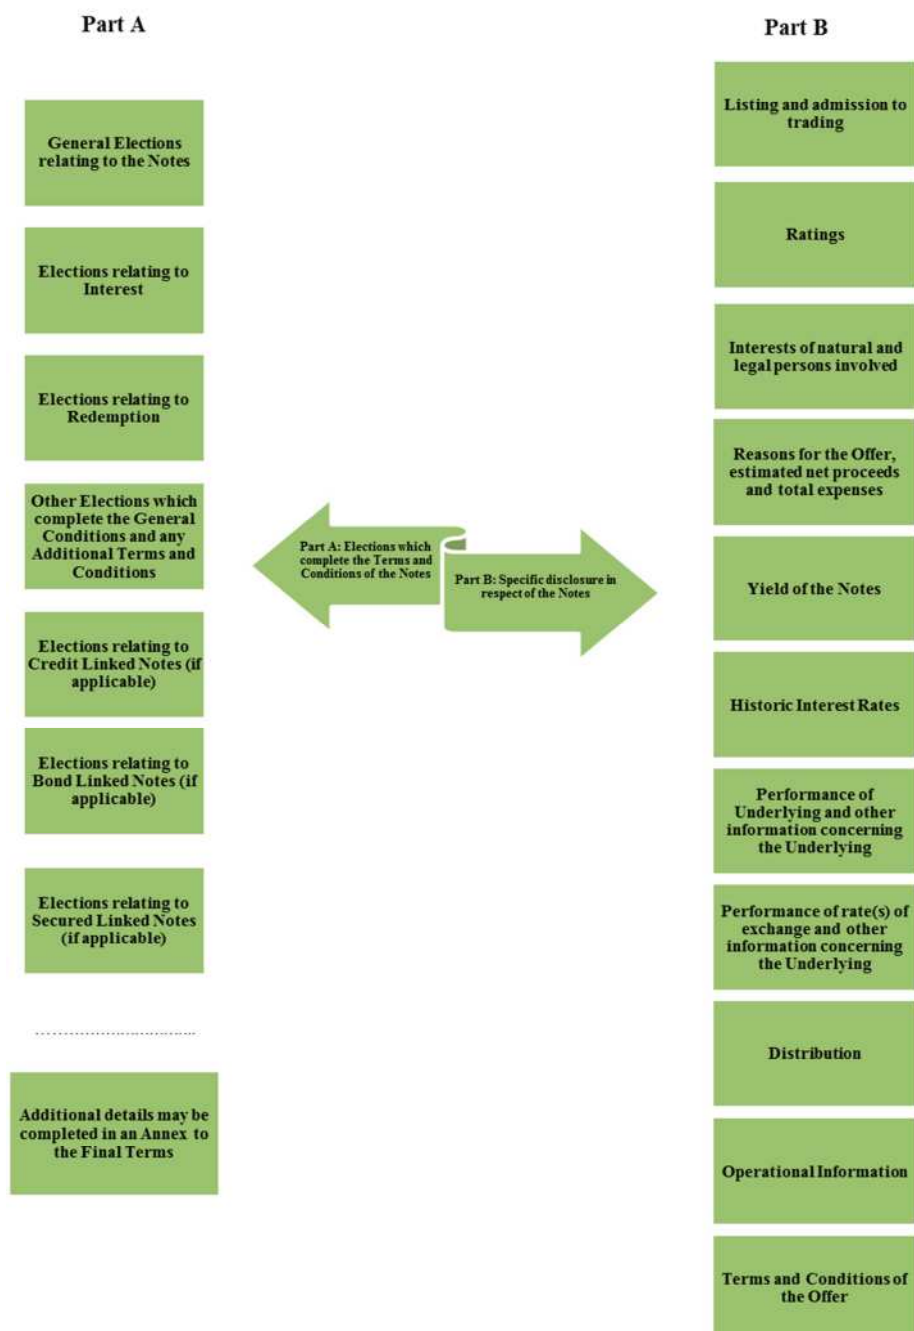 Part A
General Elections
relating to the Notes
Elections relating to
Interest
Elections relating to
Redemption
Other Elections which
complete the General
Conditions and any
Additional Terms and
Conditions
Elections relating to
Credit Linked Notes (if
applicable)
Elections relating to
Bond Linked Notes (if
applicable)
Elections relating to
Secured Linked Notes
(if applicable)
Additional details may be
completed in an Annex to
the Final Terms
Part A: Elections which
complete the Terms and
Conditions of the Notes
Part B: Specific disclosure in
respect of the Notes
Part B
Listing and admission to
trading
Ratings
Interests of natural and
legal persons involved
Reasons for the Offer,
estimated net proceeds
and total expenses
Yield of the Notes
Historic Interest Rates
Performance of
Underlying and other
information concerning
the Underlying
Performance of rate(s) of
exchange and other
information concerning
the Underlying
Distribution
Operational Information
Terms and Conditions of
the Offer